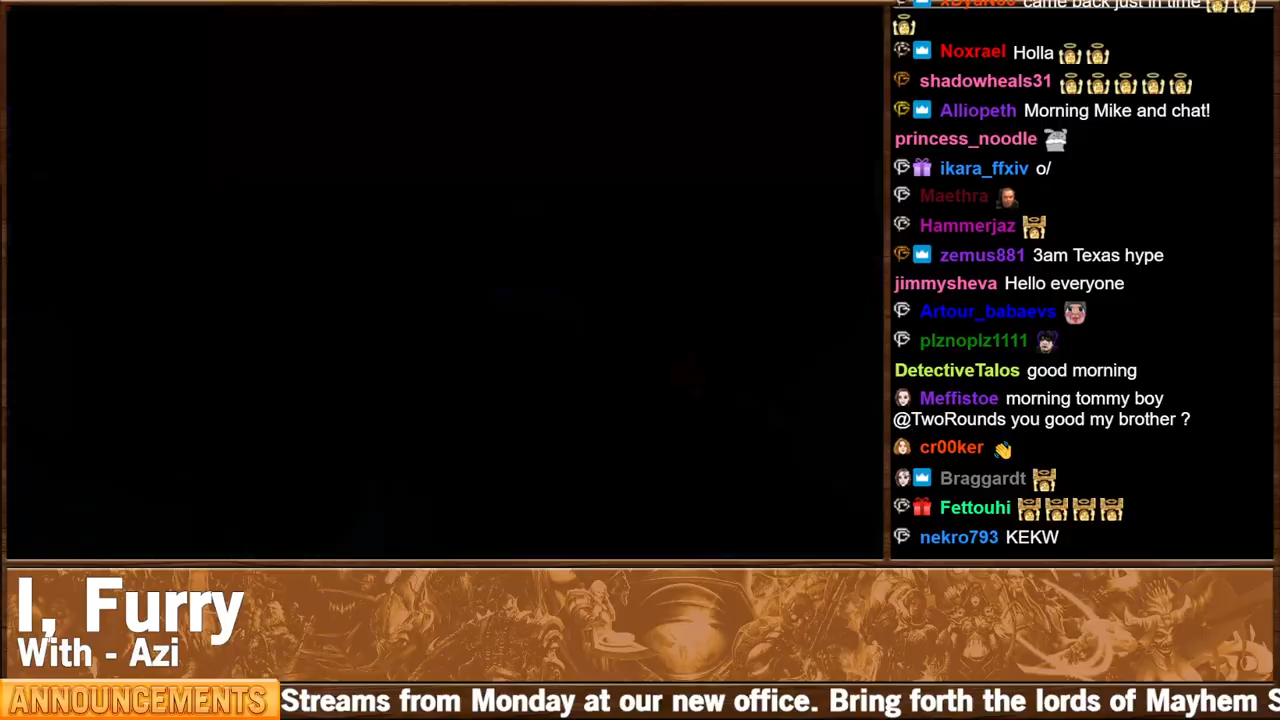 came back just in time
Noxrael Holla
shadowheals31
Alliopeth Morning Mike and chat!
princess_noodle
ikara_ffxiv o/
Maethra
Hammerjaz
zemus881 3am Texas hype
jimmysheva Hello everyone
Artour_babaevs
plznoplz1111
DetectiveTalos good morning
Meffistoe morning tommy boy
@TwoRounds you good my brother ?
cr00ker
Braggardt
Fettouhi
nekro793 KEKW
I, Furry
With - Azi
ANNOUNCEMENTS Streams from Monday at our new office. Bring forth the lords of Mayhem S